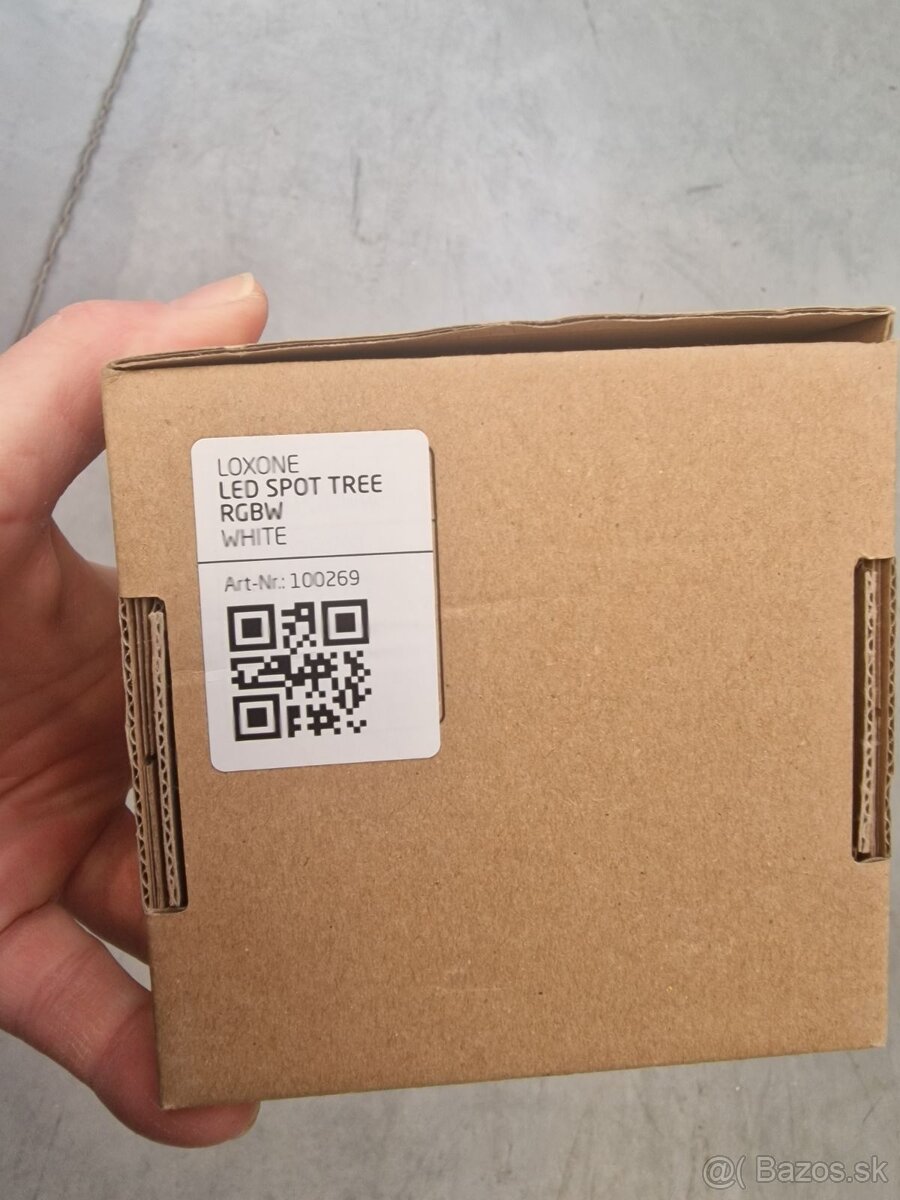 LOXONE
LED SPOT TREE
RGBW
WHITE
Art-Nr.: 100269
@( Bazos.sk